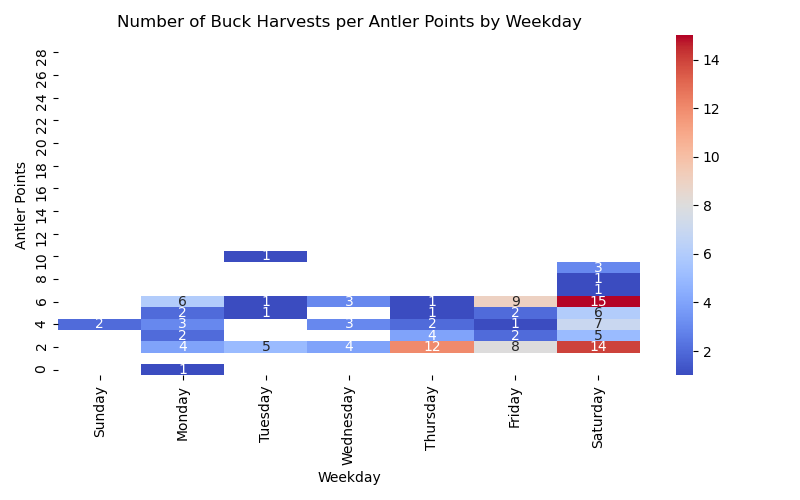 Number of Buck Harvests per Antler Points by Weekday
28
26
24
22
20
18
16
14
12
10
8
6
4
2
0
Antler Points
1
3
1
1
6 1 3 1 9 15
2 1 1 2 6
2 3 3 2 1 7
2 4 2 5
4 5 4 12 8 14
1
Sunday
Monday
Tuesday
Wednesday
Thursday
Friday
Saturday
Weekday
14
12
10
8
6
4
2